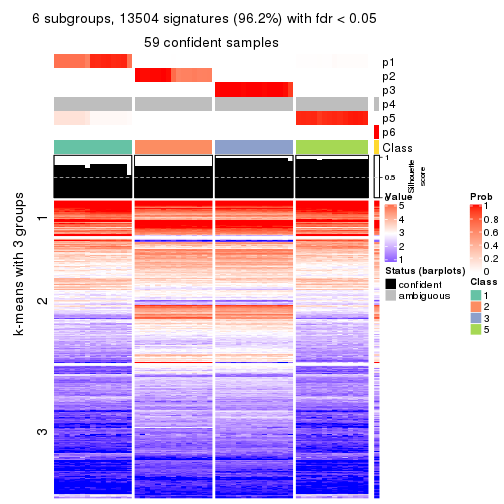 6 subgroups, 13504 signatures (96.2%) with fdr < 0.05
59 confident samples
p1
p2
p3
p4
p5
p6
Class
1
0.5
0
Silhouette
score
k-means with 3 groups
1
2
3
Value
5
4
3
2
1
Status (barplots)
confident
ambiguous
Prob
1
0.8
0.6
0.4
0.2
0
Class
1
2
3
5